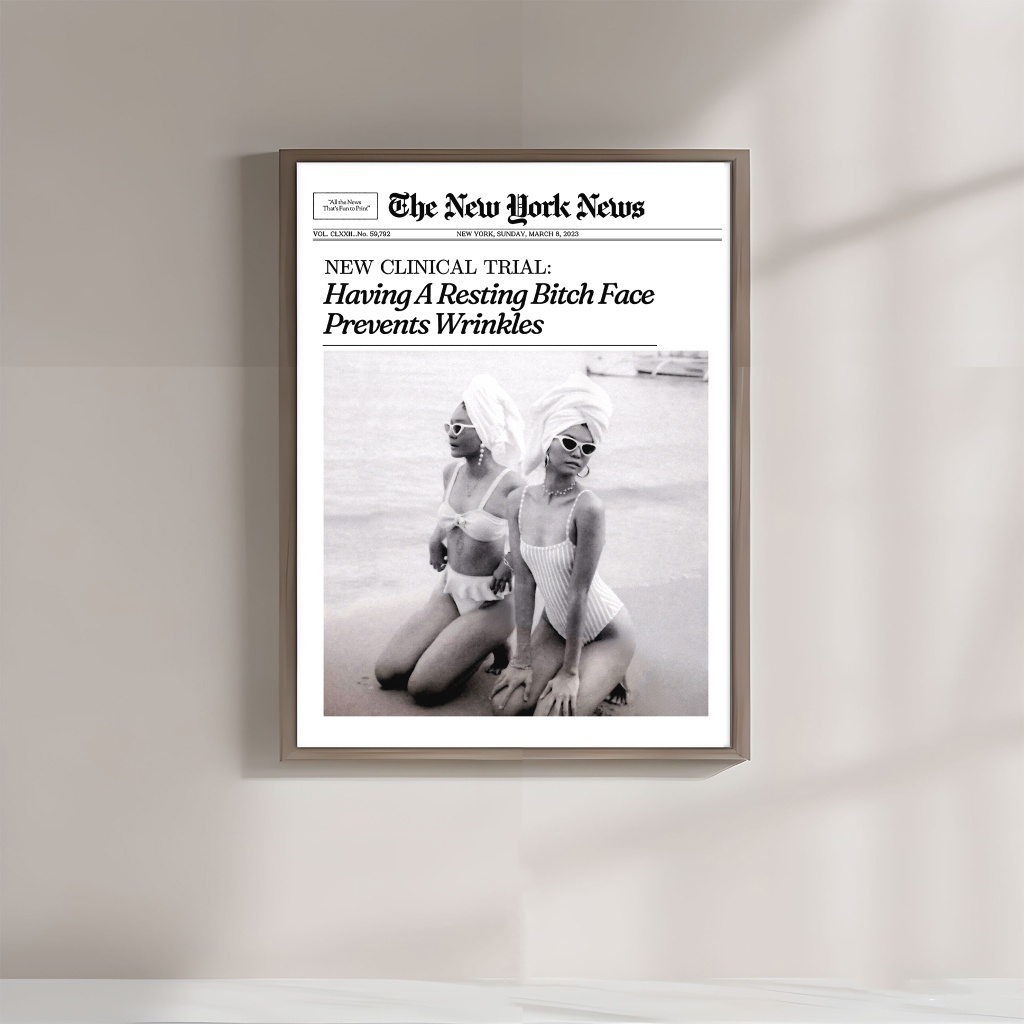 "All the News
That's Fun to Print"
The New York News
VOL. CLXXII...No. 59,792
NEW YORK, SUNDAY, MARCH 8, 2023
NEW CLINICAL TRIAL:
Having A Resting Bitch Face
Prevents Wrinkles